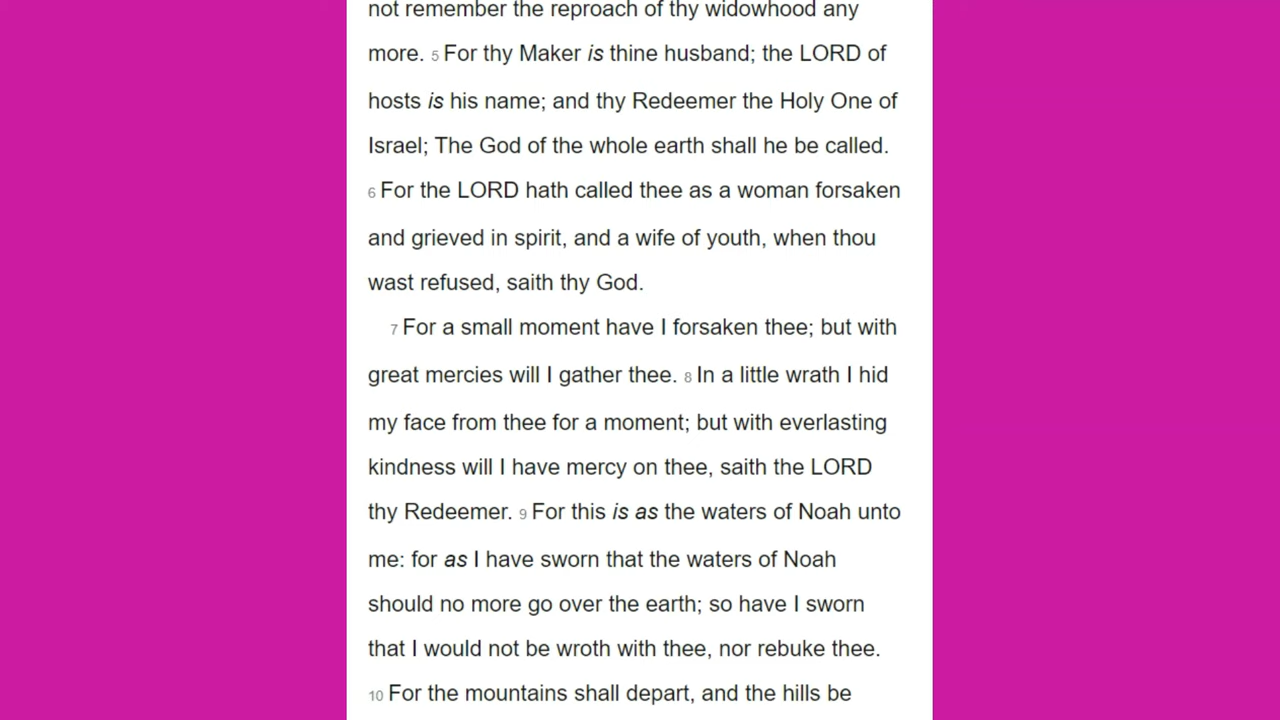 not remember the reproach of thy widowhood any
more. 5 For thy Maker is thine husband; the LORD of
hosts is his name; and thy Redeemer the Holy One of
Israel; The God of the whole earth shall he be called.
6 For the LORD hath called thee as a woman forsaken
and grieved in spirit, and a wife of youth, when thou
wast refused, saith thy God.
7 For a small moment have I forsaken thee; but with
great mercies will I gather thee. 8 In a little wrath I hid
my face from thee for a moment; but with everlasting
kindness will I have mercy on thee, saith the LORD
thy Redeemer. 9 For this is as the waters of Noah unto
me: for as I have sworn that the waters of Noah
should no more go over the earth; so have I sworn
that I would not be wroth with thee, nor rebuke thee.
10 For the mountains shall depart, and the hills be